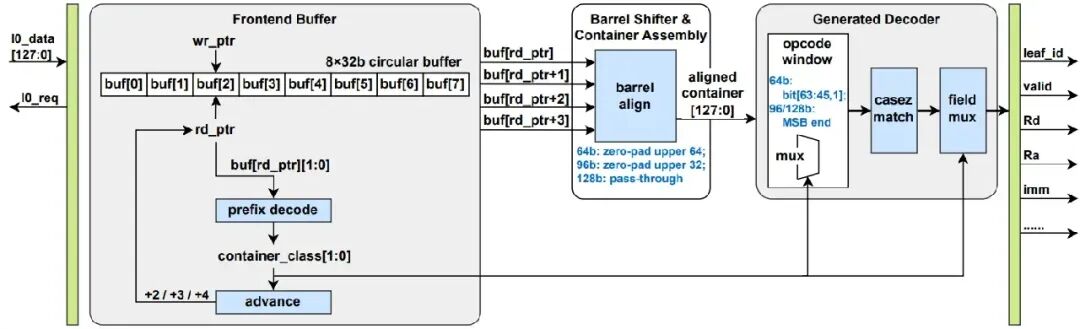 Frontend Buffer
Barrel Shifter &
Container Assembly
Generated Decoder
l0_data
[127:0]
l0_req
wr_ptr
8×32b circular buffer
buf[0] buf[1] buf[2] buf[3] buf[4] buf[5] buf[6] buf[7]
rd_ptr
buf[rd_ptr][1:0]
prefix decode
container_class[1:0]
+2 / +3 / +4
advance
buf[rd_ptr]
buf[rd_ptr+1]
buf[rd_ptr+2]
buf[rd_ptr+3]
barrel
align
64b: zero-pad upper 64;
96b: zero-pad upper 32;
128b: pass-through
aligned
container
[127:0]
opcode
window
64b:
bit[63:45,1];
96/128b:
MSB end
mux
casez
match
field
mux
leaf_id
valid
Rd
Ra
imm
......